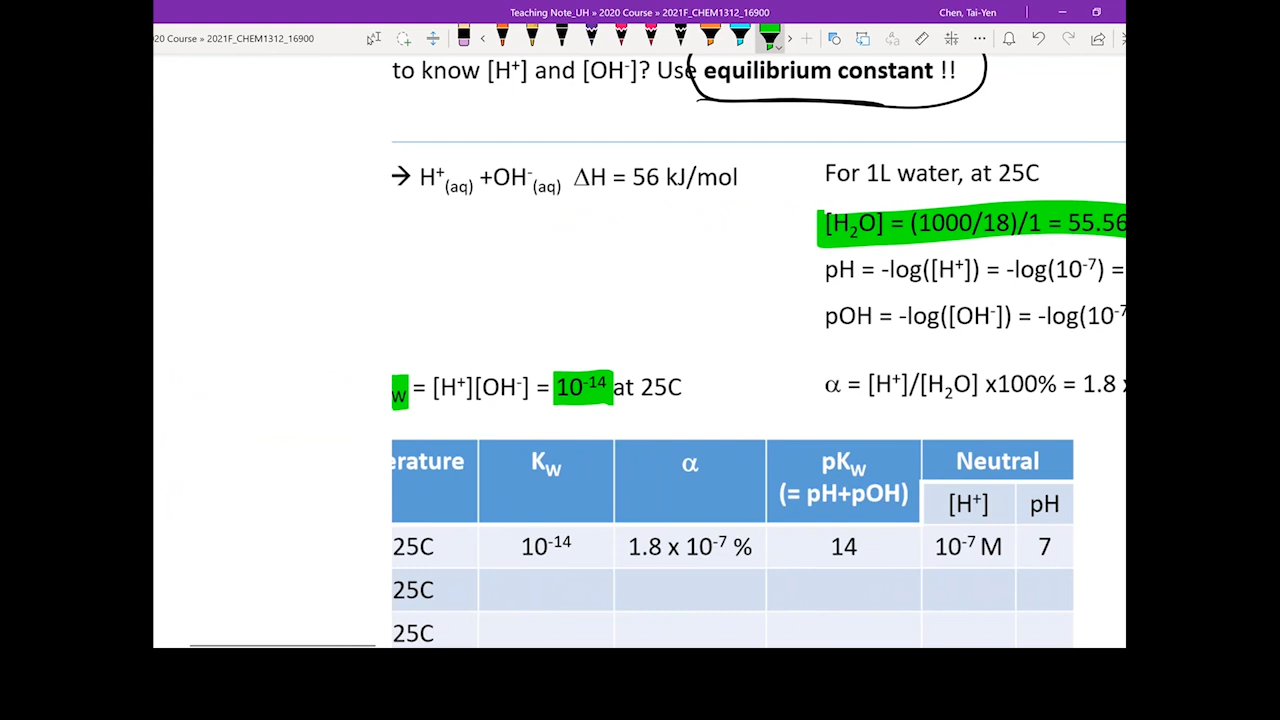 Teaching Note_UH » 2020 Course » 2021F_CHEM1312_16900
Chen, Tai-Yen
20 Course » 2021F_CHEM1312_16900
to know [H⁺] and [OH⁻]? Use equilibrium constant !!
→ H⁺(aq) +OH⁻(aq) ΔH = 56 kJ/mol
For 1L water, at 25C
[H₂O] = (1000/18)/1 = 55.56
pH = -log([H⁺]) = -log(10⁻⁷) =
pOH = -log([OH⁻]) = -log(10⁻⁷
W = [H⁺][OH⁻] = 10⁻¹⁴ at 25C
α = [H⁺]/[H₂O] x100% = 1.8
erature
K_W
α
pK_W
(= pH+pOH)
Neutral
[H⁺]
pH
25C
10⁻¹⁴
1.8 x 10⁻⁷ %
14
10⁻⁷ M
7
25C
25C